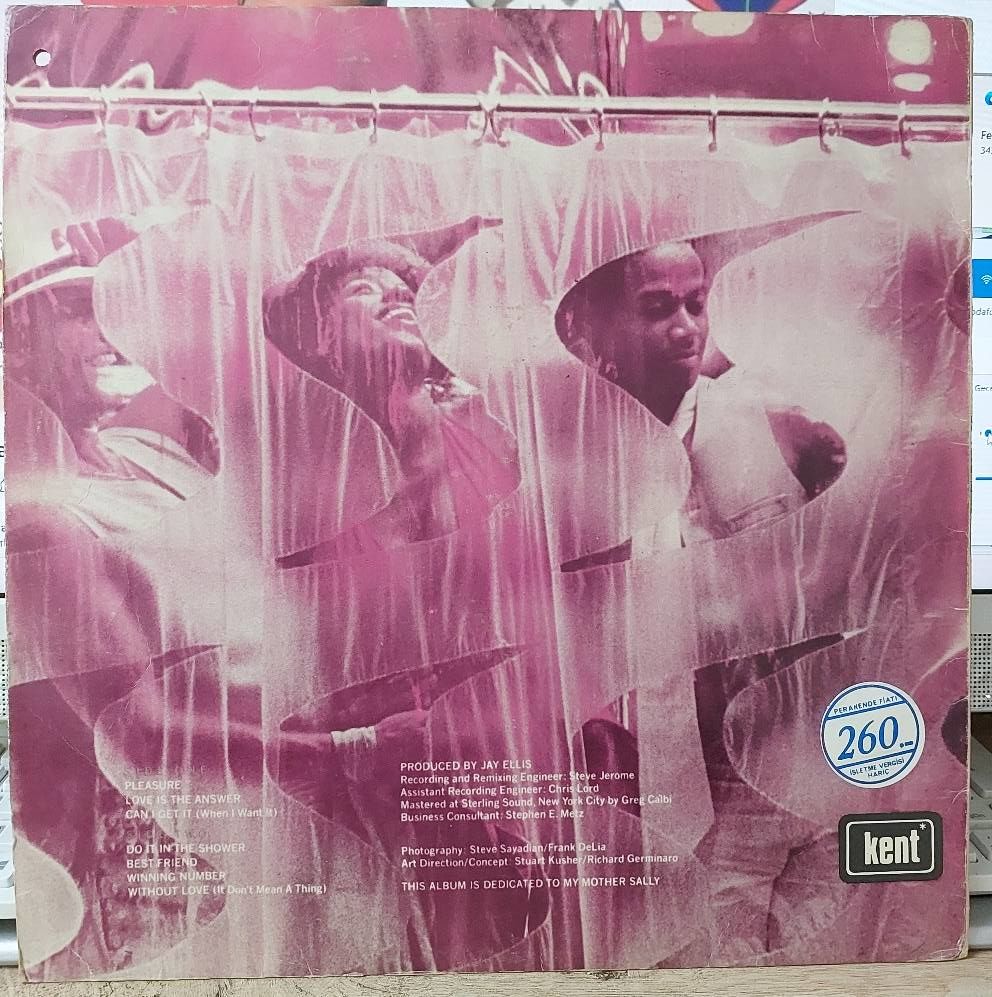 PLEASURE
LOVE IS THE ANSWER
CAN I GET IT (When I Want It)
DO IT IN THE SHOWER
BEST FRIEND
WINNING NUMBER
WITHOUT LOVE (It Don't Mean A Thing)
PRODUCED BY JAY ELLIS
Recording and Remixing Engineer: Steve Jerome
Assistant Recording Engineer: Chris Lord
Mastered at Sterling Sound, New York City by Greg Calbi
Business Consultant: Stephen E. Metz
Photography: Steve Sayadian/Frank DeLia
Art Direction/Concept: Stuart Kusher/Richard Germinaro
THIS ALBUM IS DEDICATED TO MY MOTHER SALLY
PERAKENDE FİATI
260.--
İŞLETME VERGİSİ
HARİÇ
kent*
Fe
34